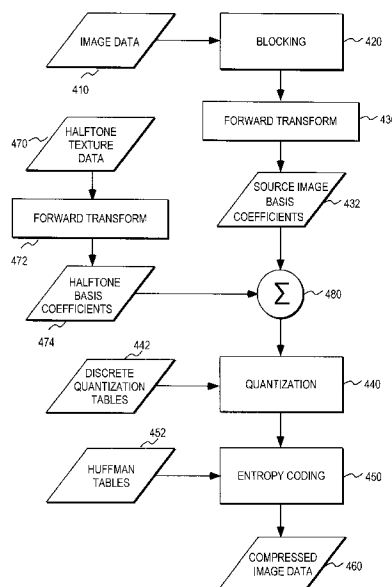 IMAGE DATA
410
BLOCKING
420
470
HALFTONE
TEXTURE
DATA
FORWARD TRANSFORM
43
FORWARD TRANSFORM
472
SOURCE IMAGE
BASIS
COEFFICIENTS
432
HALFTONE
BASIS
COEFFICIENTS
474
Σ
480
442
DISCRETE
QUANTIZATION
TABLES
QUANTIZATION
440
452
HUFFMAN
TABLES
ENTROPY CODING
450
COMPRESSED
IMAGE DATA
460